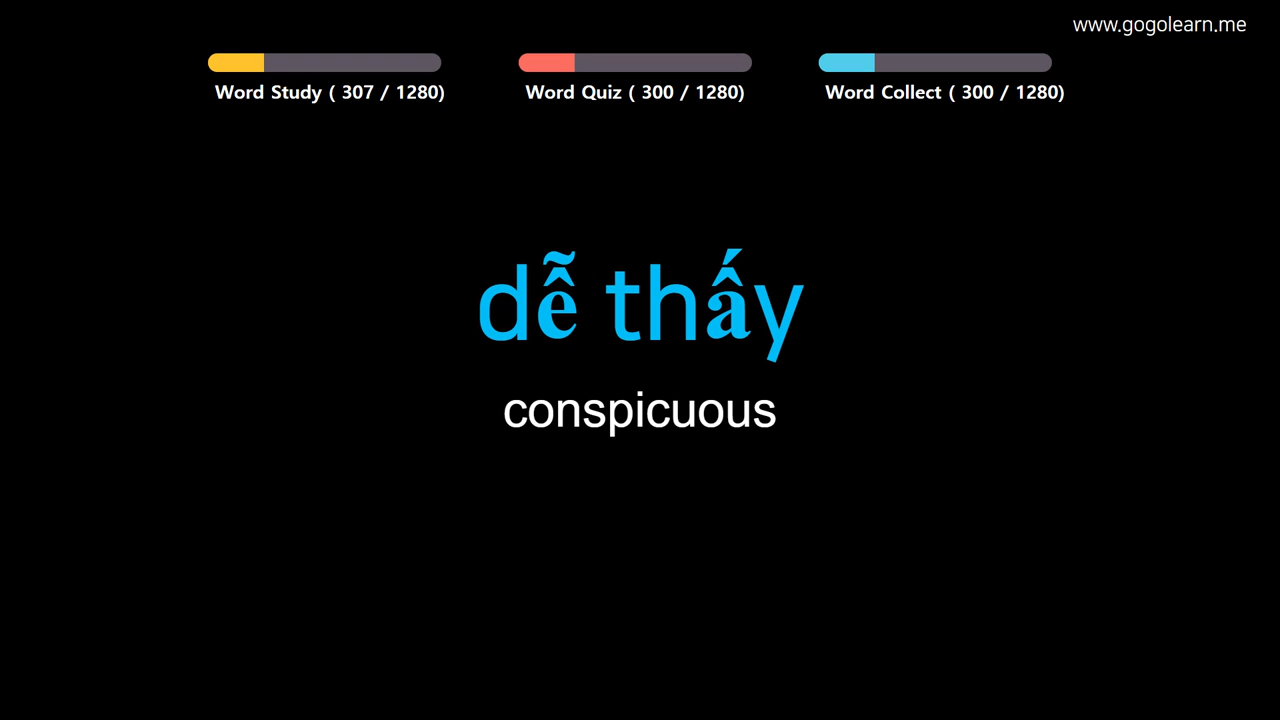 www.gogolearn.me
Word Study ( 307 / 1280)
Word Quiz ( 300 / 1280)
Word Collect ( 300 / 1280)
dễ thấy
conspicuous